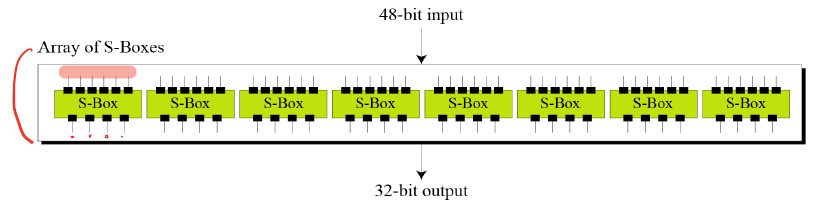 48-bit input
Array of S-Boxes
S-Box S-Box S-Box S-Box S-Box S-Box S-Box S-Box
32-bit output